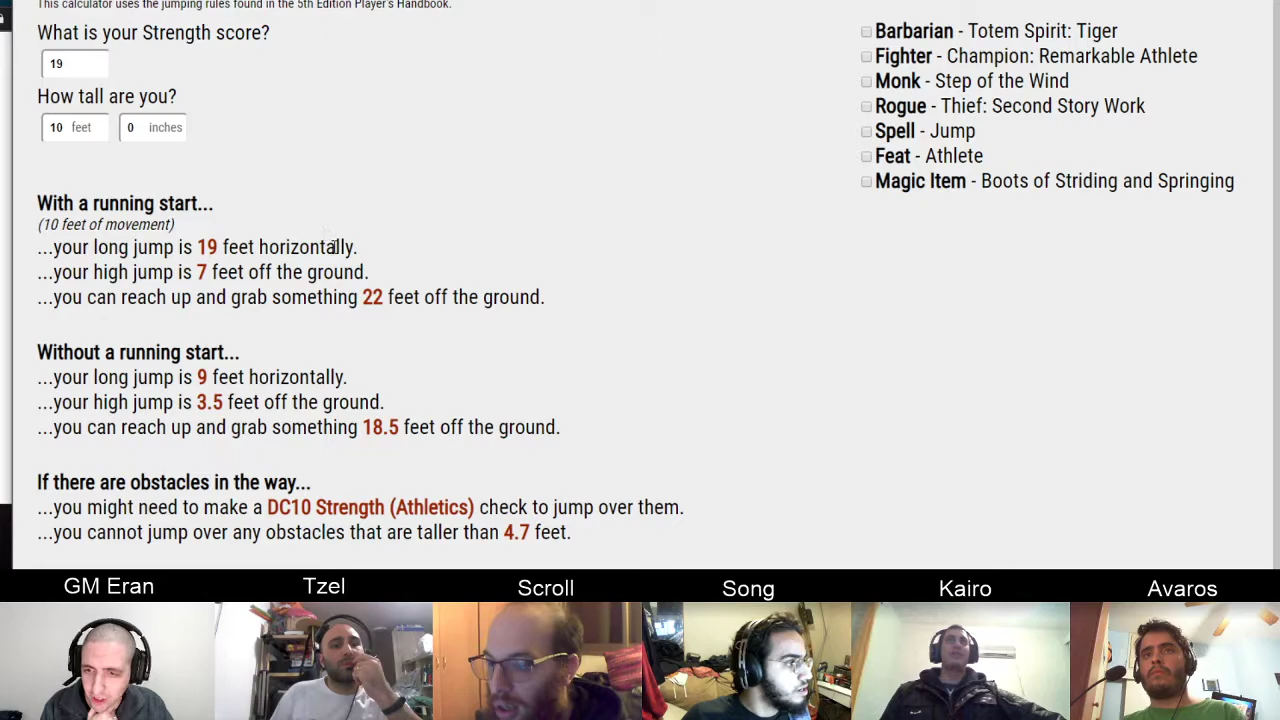 This calculator uses the jumping rules found in the 5th Edition Player's Handbook.
What is your Strength score?
19
How tall are you?
10 feet 0 inches
With a running start...
(10 feet of movement)
...your long jump is 19 feet horizontally.
...your high jump is 7 feet off the ground.
...you can reach up and grab something 22 feet off the ground.
Without a running start...
...your long jump is 9 feet horizontally.
...your high jump is 3.5 feet off the ground.
...you can reach up and grab something 18.5 feet off the ground.
If there are obstacles in the way...
...you might need to make a DC10 Strength (Athletics) check to jump over them.
...you cannot jump over any obstacles that are taller than 4.7 feet.
Barbarian - Totem Spirit: Tiger
Fighter - Champion: Remarkable Athlete
Monk - Step of the Wind
Rogue - Thief: Second Story Work
Spell - Jump
Feat - Athlete
Magic Item - Boots of Striding and Springing
GM Eran
Tzel
Scroll
Song
Kairo
Avaros